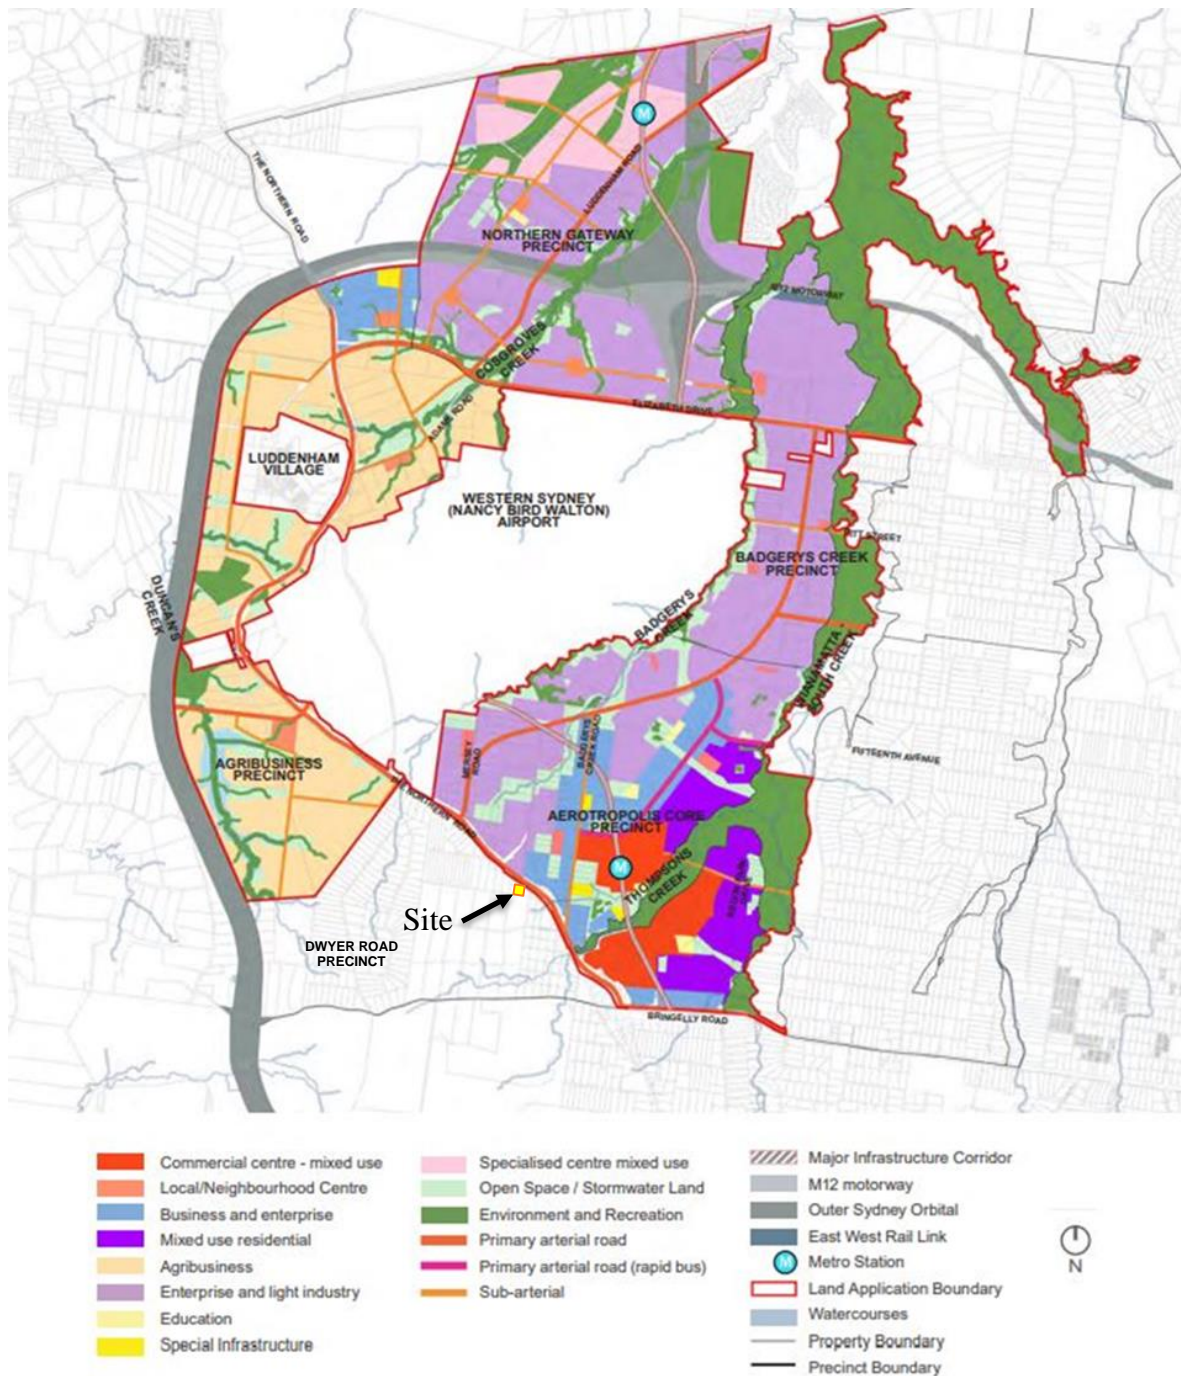 M
THE NORTHERN ROAD
LUDDENHAM ROAD
NORTHERN GATEWAY
PRECINCT
M12 MOTORWAY
COSGROVES
CREEK
ADAMS ROAD
ELIZABETH DRIVE
LUDDENHAM
VILLAGE
WESTERN SYDNEY
(NANCY BIRD WALTON)
AIRPORT
BADGERYS CREEK
PRECINCT
DUNCAN'S
CREEK
BADGERYS
CREEK
WIANAMATTA
SOUTH CREEK
FIFTEENTH AVENUE
MERSEY
ROAD
BADGERYS
CREEK ROAD
AGRIBUSINESS
PRECINCT
THE NORTHERN ROAD
AEROTROPOLIS CORE
PRECINCT
M
THOMPSONS
CREEK
Site
DWYER ROAD
PRECINCT
BRINGELLY ROAD
Commercial centre - mixed use
Local/Neighbourhood Centre
Business and enterprise
Mixed use residential
Agribusiness
Enterprise and light industry
Education
Special Infrastructure
Specialised centre mixed use
Open Space / Stormwater Land
Environment and Recreation
Primary arterial road
Primary arterial road (rapid bus)
Sub-arterial
Major Infrastructure Corridor
M12 motorway
Outer Sydney Orbital
East West Rail Link
M Metro Station
Land Application Boundary
Watercourses
Property Boundary
Precinct Boundary
N